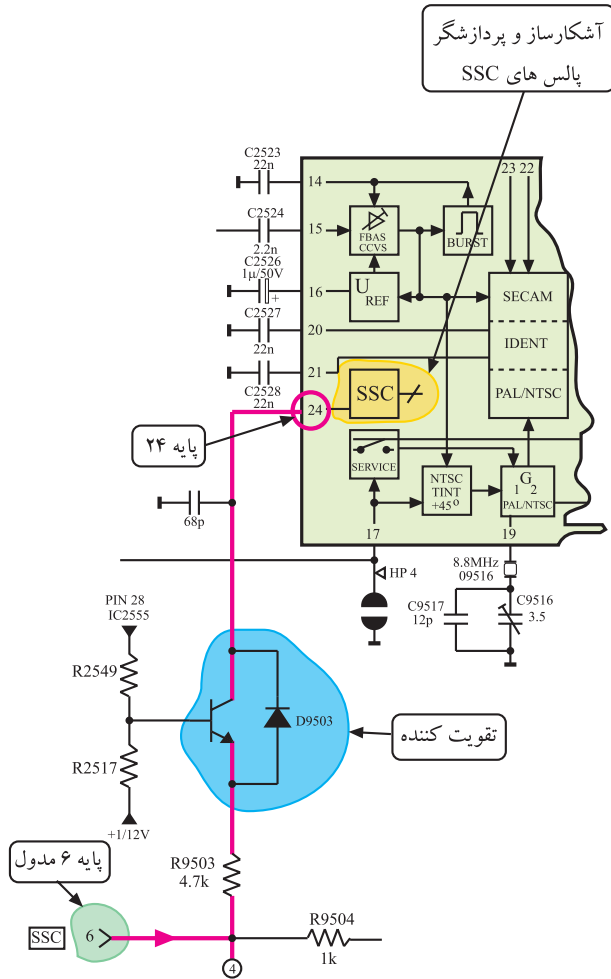 آشکارساز و پردازشگر
پالس های SSC
C2523
22n
14
23 22
C2524
2.2n
15
FBAS
CCVS
BURST
C2526
1µ/50V
+
16
U
REF
SECAM
C2527
22n
20
IDENT
21
C2528
22n
SSC
PAL/NTSC
24
پایه ۲۴
SERVICE
NTSC
TINT
+45°
G
1 2
PAL/NTSC
68p
17
19
HP 4
8.8MHz
09516
C9517
12p
C9516
3.5
PIN 28
IC2555
R2549
D9503
تقویت کننده
R2517
+1/12V
پایه ۶ مدول
R9503
4.7k
SSC
6
R9504
1k
4